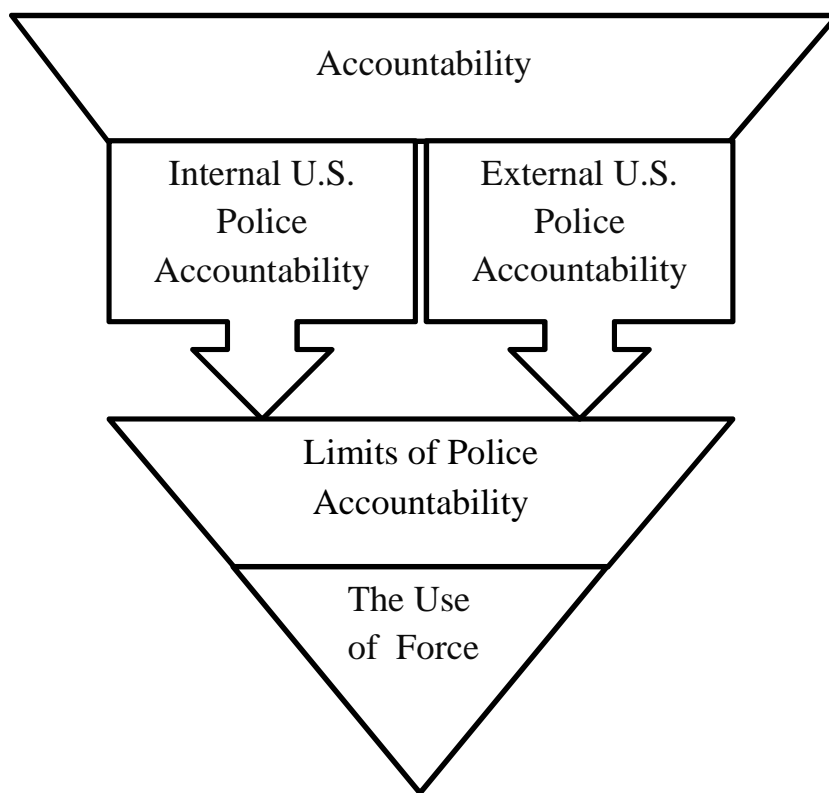 Accountability
Internal U.S.
Police
Accountability
External U.S.
Police
Accountability
Limits of Police
Accountability
The Use
of Force